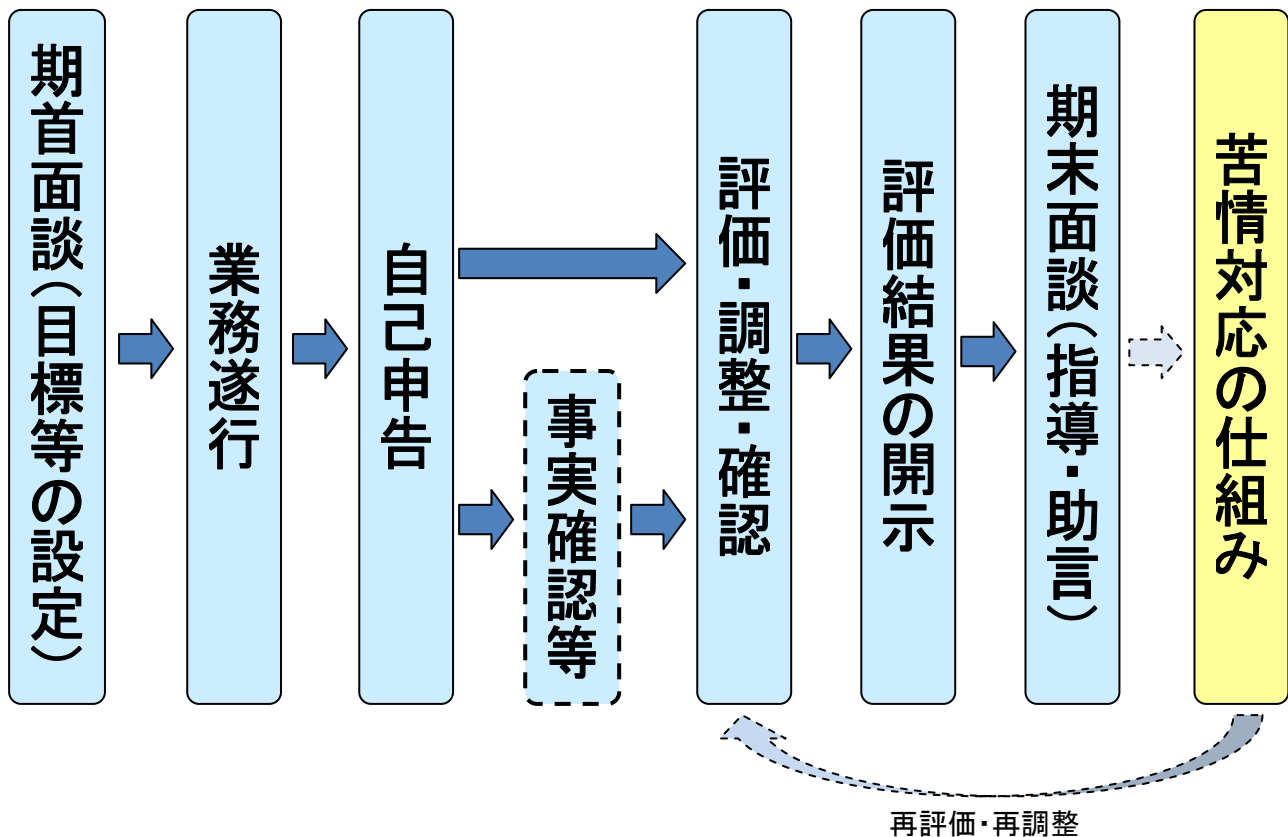 期首面談（目標等の設定）
業務遂行
自己申告
事実確認等
評価・調整・確認
評価結果の開示
期末面談（指導・助言）
苦情対応の仕組み
再評価・再調整